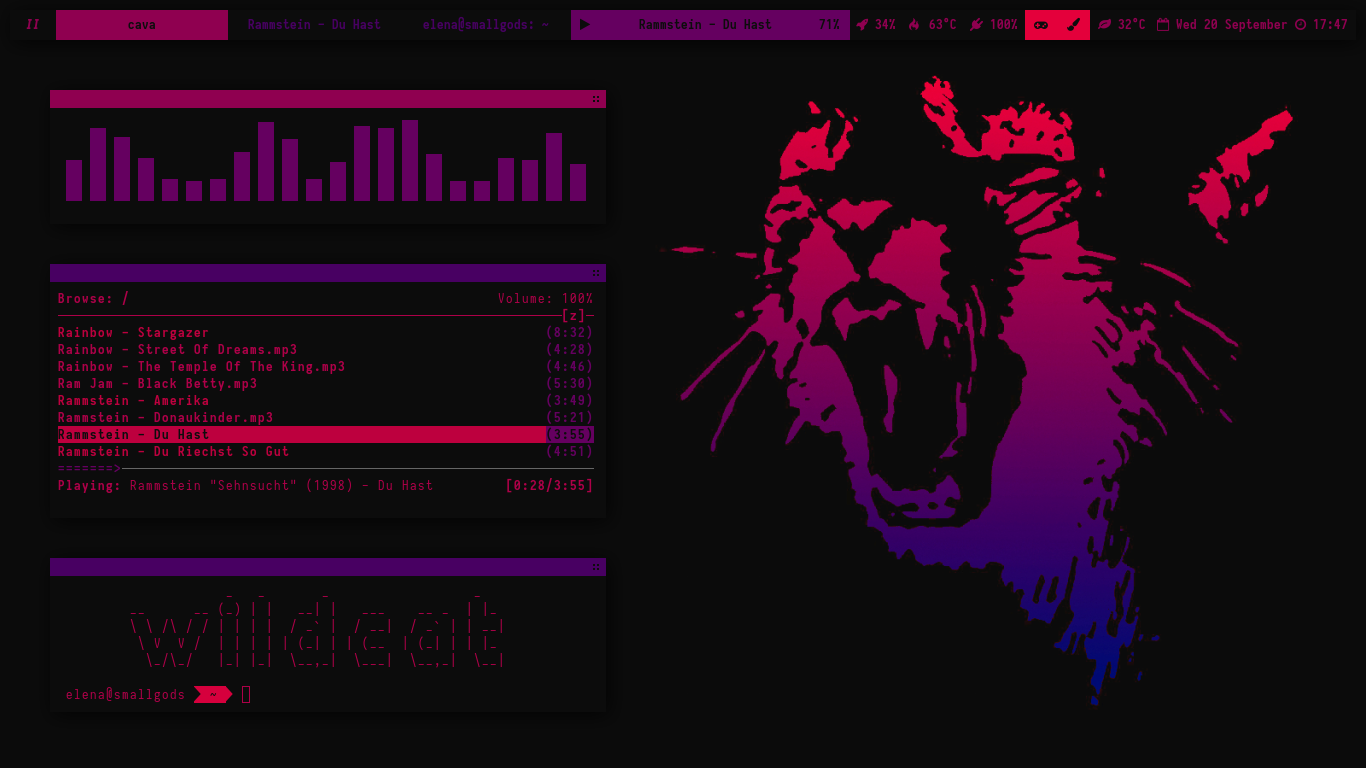 II cava Rammstein - Du Hast elena@smallgods: ~ Rammstein - Du Hast 71% 34% 63°C 100% 32°C Wed 20 September 17:47
Browse: / Volume: 100%
[z]
Rainbow - Stargazer (8:32)
Rainbow - Street Of Dreams.mp3 (4:28)
Rainbow - The Temple Of The King.mp3 (4:46)
Ram Jam - Black Betty.mp3 (5:30)
Rammstein - Amerika (3:49)
Rammstein - Donaukinder.mp3 (5:21)
Rammstein - Du Hast (3:55)
Rammstein - Du Riechst So Gut (4:51)
=======>
Playing: Rammstein "Sehnsucht" (1998) - Du Hast [0:28/3:55]
wildcat
elena@smallgods ~